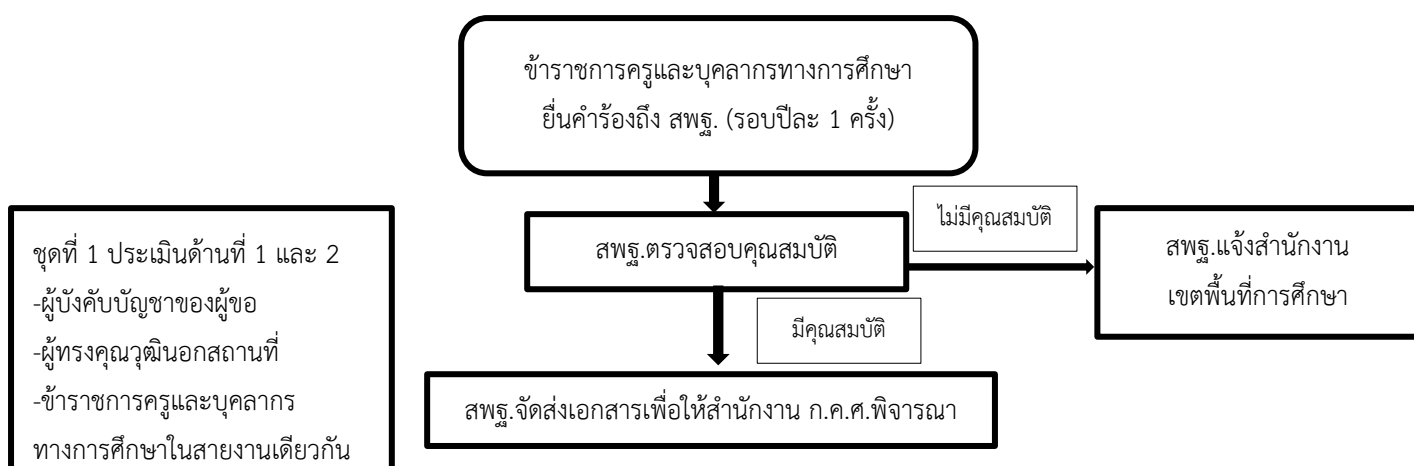 ข้าราชการครูและบุคลากรทางการศึกษา
ยื่นคำร้องถึง สพฐ. (รอบปีละ 1 ครั้ง)
สพฐ.ตรวจสอบคุณสมบัติ
ไม่มีคุณสมบัติ
สพฐ.แจ้งสำนักงาน
เขตพื้นที่การศึกษา
มีคุณสมบัติ
สพฐ.จัดส่งเอกสารเพื่อให้สำนักงาน ก.ค.ศ.พิจารณา
ชุดที่ 1 ประเมินด้านที่ 1 และ 2
-ผู้บังคับบัญชาของผู้ขอ
-ผู้ทรงคุณวุฒินอกสถานที่
-ข้าราชการครูและบุคลากร
ทางการศึกษาในสายงานเดียวกัน